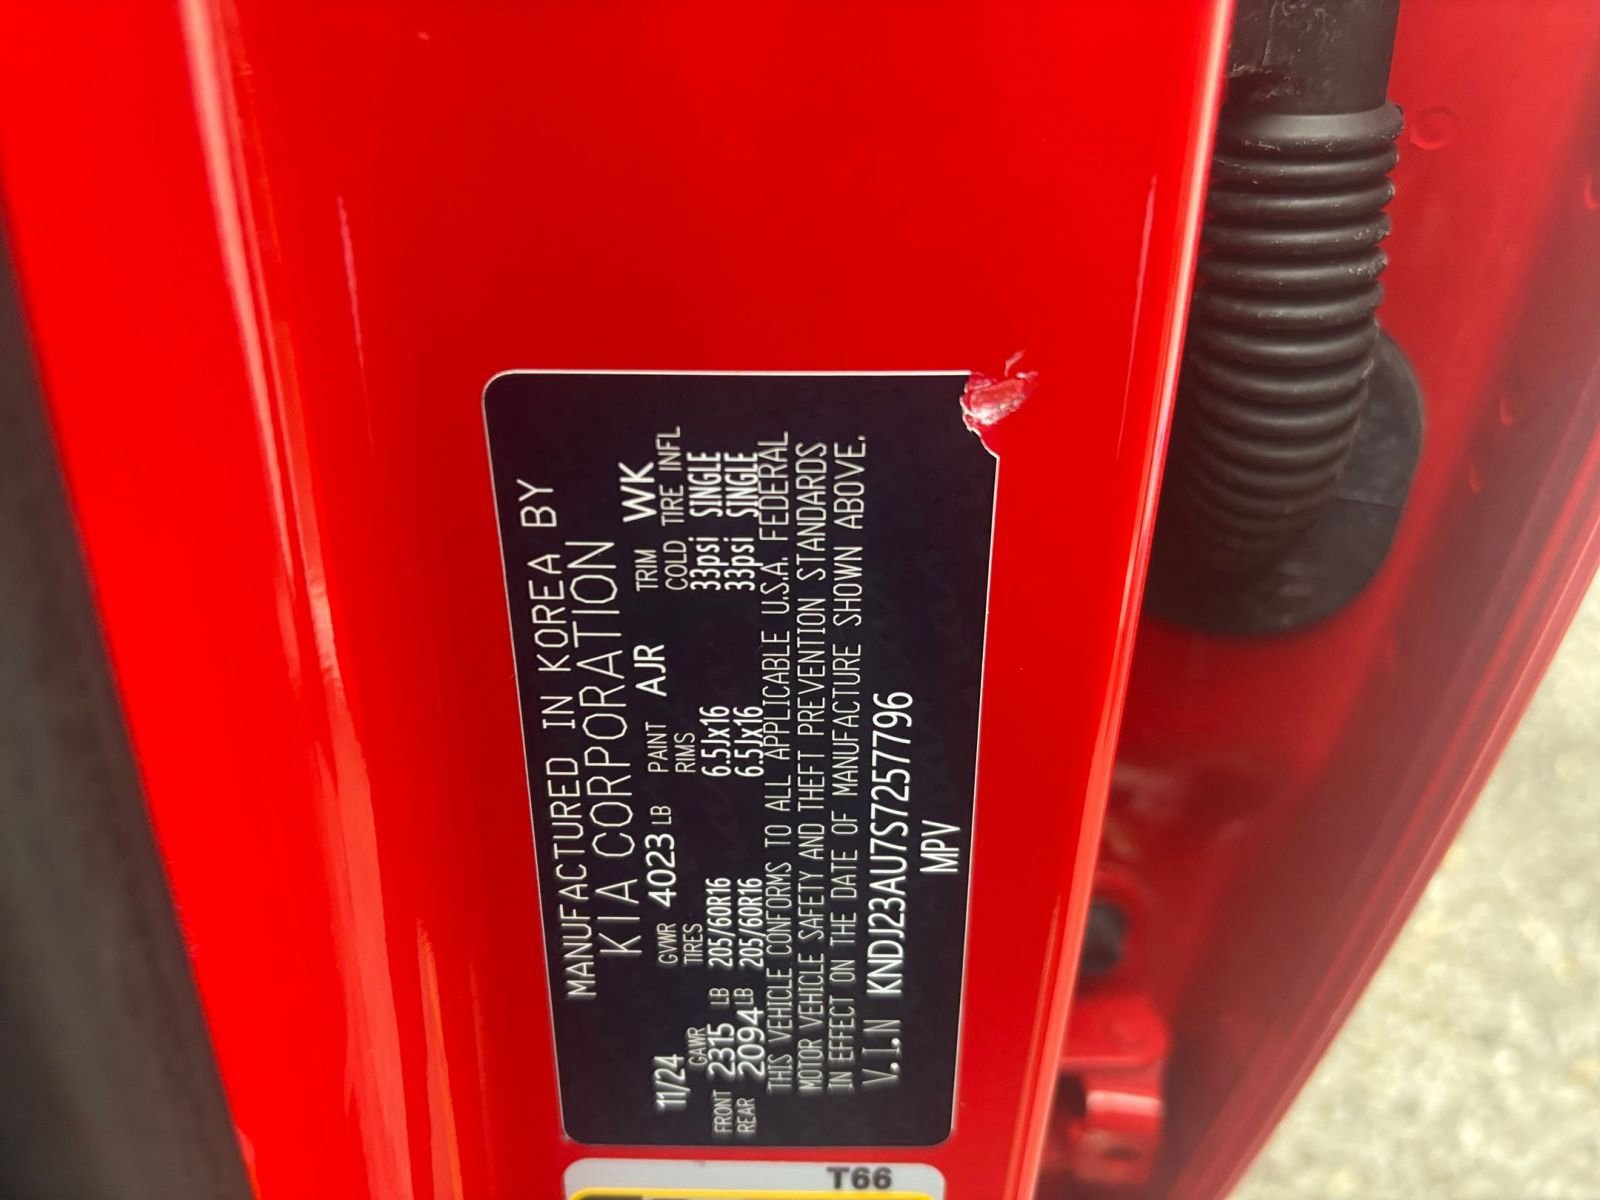 MANUFACTURED IN KOREA BY
KIA CORPORATION
11/24 GVWR 4023 LB PAINT AJR TRIM WK
GAWR TIRES RIMS COLD TIRE INFL
FRONT 2315 LB 205/60R16 6.5Jx16 33psi SINGLE
REAR 2094 LB 205/60R16 6.5Jx16 33psi SINGLE
THIS VEHICLE CONFORMS TO ALL APPLICABLE U.S.A. FEDERAL
MOTOR VEHICLE SAFETY AND THEFT PREVENTION STANDARDS
IN EFFECT ON THE DATE OF MANUFACTURE SHOWN ABOVE.
V.I.N KNDJ23AU7S7257796
MPV
T66